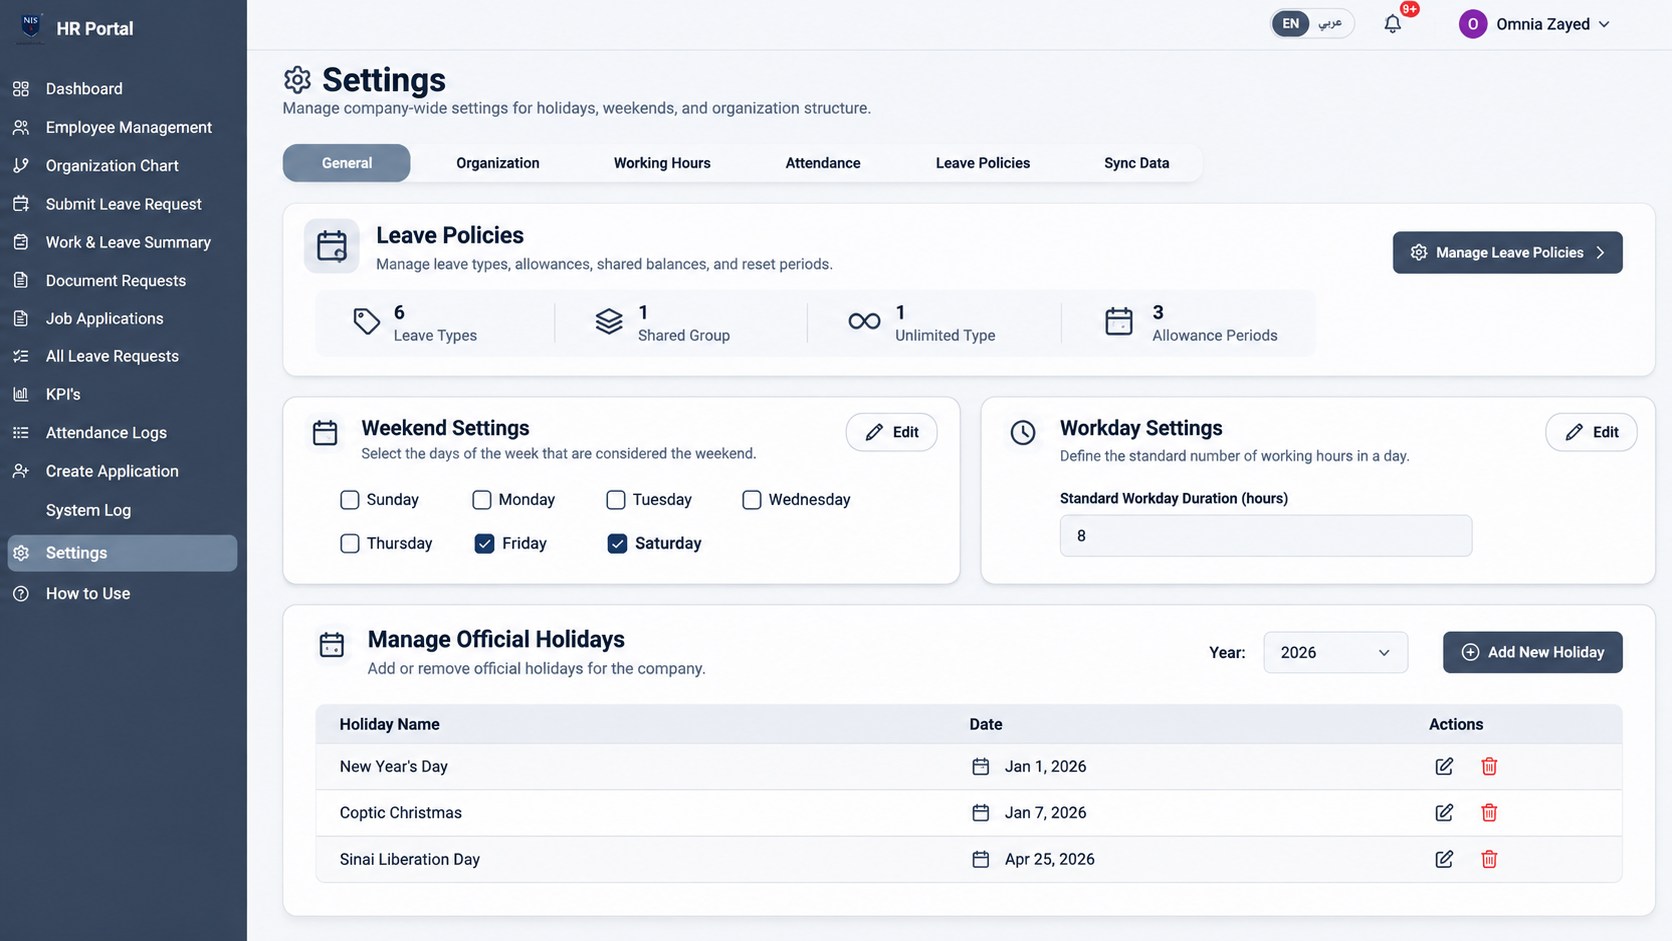 NIS
HR Portal
EN
عربي
9+
O
Omnia Zayed
Dashboard
Employee Management
Organization Chart
Submit Leave Request
Work & Leave Summary
Document Requests
Job Applications
All Leave Requests
KPI's
Attendance Logs
Create Application
System Log
Settings
How to Use
Settings
Manage company-wide settings for holidays, weekends, and organization structure.
General
Organization
Working Hours
Attendance
Leave Policies
Sync Data
Leave Policies
Manage leave types, allowances, shared balances, and reset periods.
Manage Leave Policies
6
Leave Types
1
Shared Group
1
Unlimited Type
3
Allowance Periods
Weekend Settings
Select the days of the week that are considered the weekend.
Edit
Sunday
Monday
Tuesday
Wednesday
Thursday
Friday
Saturday
Workday Settings
Define the standard number of working hours in a day.
Edit
Standard Workday Duration (hours)
8
Manage Official Holidays
Add or remove official holidays for the company.
Year:
2026
Add New Holiday
Holiday Name
Date
Actions
New Year's Day
Jan 1, 2026
Coptic Christmas
Jan 7, 2026
Sinai Liberation Day
Apr 25, 2026